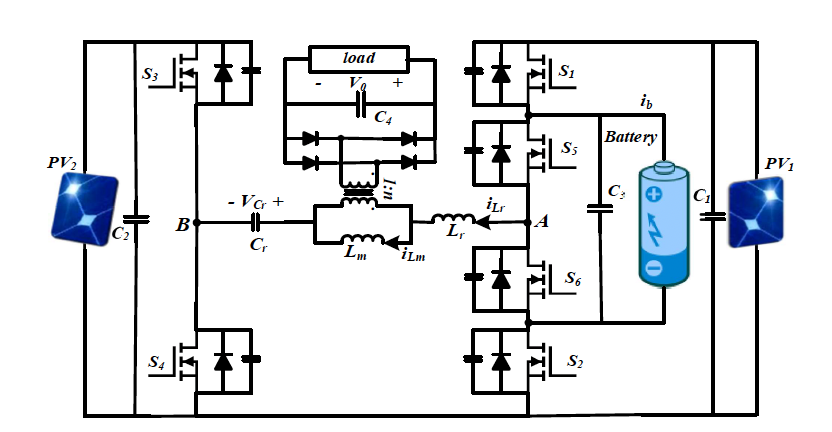 load
S3
S1
- V0 +
ib
C4
Battery
S5
PV2
PV1
1:n
- VCr +
iLr
C3
C1
C2
B
A
Cr
Lr
Lm
iLm
S6
S4
S2